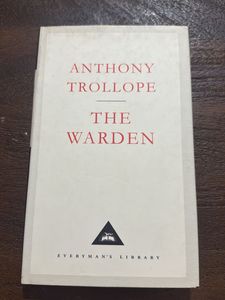 ANTHONY
TROLLOPE
THE WARDEN
EVERYMAN'S LIBRARY